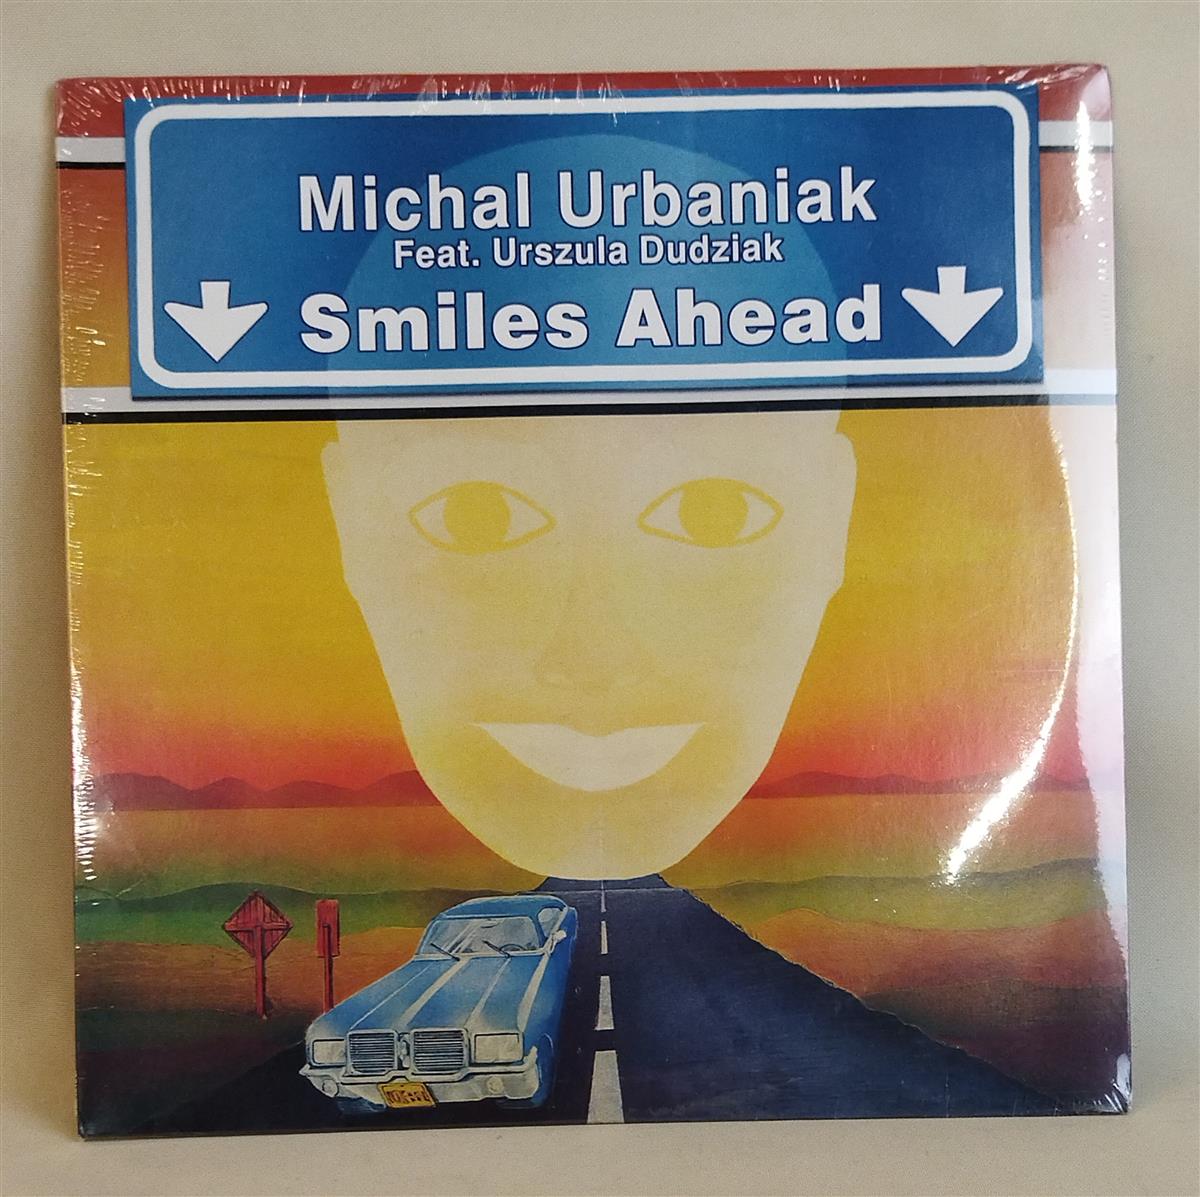 Michal Urbaniak
Feat. Urszula Dudziak
Smiles Ahead